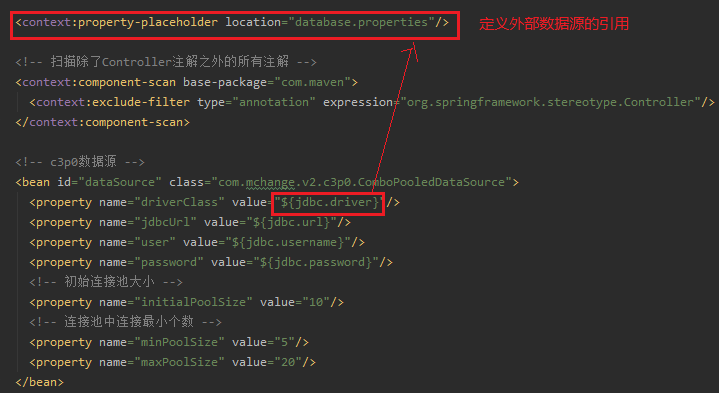 <context:property-placeholder location="database.properties"/> 定义外部数据源的引用
<!-- 扫描除了Controller注解之外的所有注解 -->
<context:component-scan base-package="com.maven">
<context:exclude-filter type="annotation" expression="org.springframework.stereotype.Controller"/>
</context:component-scan>
<!-- c3p0数据源 -->
<bean id="dataSource" class="com.mchange.v2.c3p0.ComboPooledDataSource">
<property name="driverClass" value="${jdbc.driver}"/>
<property name="jdbcUrl" value="${jdbc.url}"/>
<property name="user" value="${jdbc.username}"/>
<property name="password" value="${jdbc.password}"/>
<!-- 初始连接池大小 -->
<property name="initialPoolSize" value="10"/>
<!-- 连接池中连接最小个数 -->
<property name="minPoolSize" value="5"/>
<property name="maxPoolSize" value="20"/>
</bean>